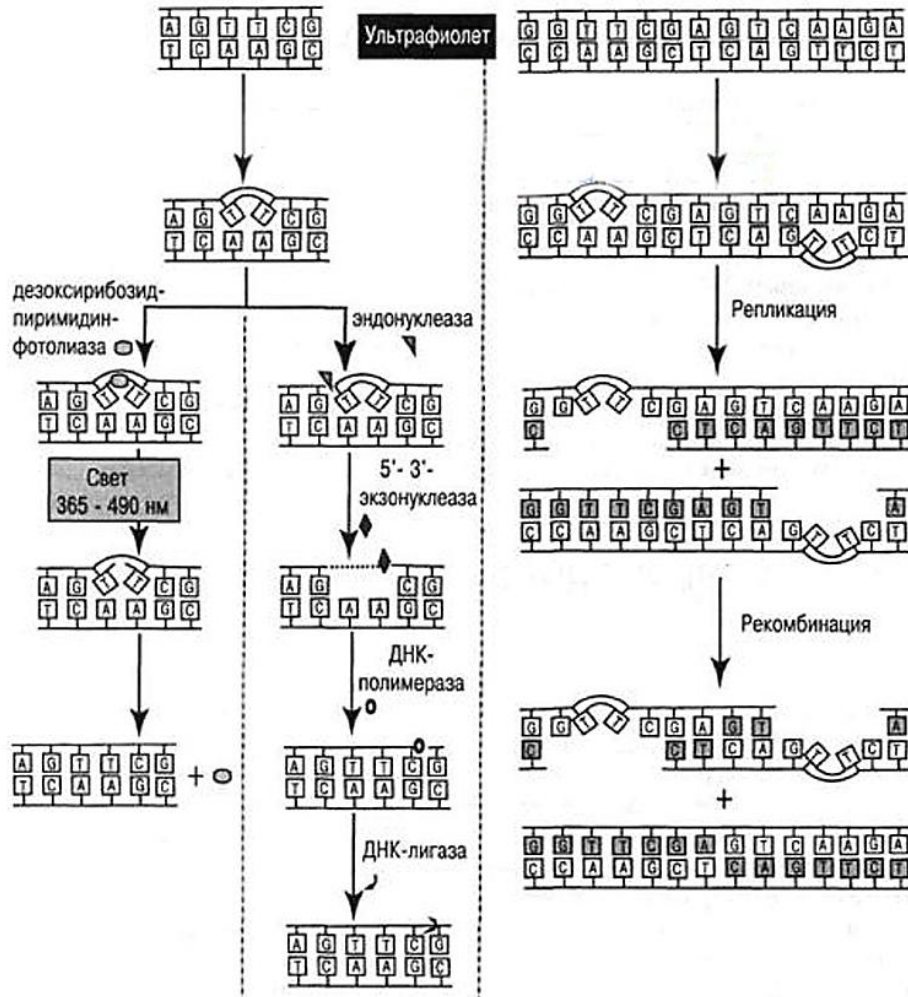 A G T T C G
T C A A G C
Ультрафиолет
A G T T C G
T C A A G C
дезоксирибозид-
пиримидин-
фотолиаза
A G T T C G
T C A A G C
Свет
365 - 490 нм
A G T T C G
T C A A G C
A G T T C G
T C A A G C
+
эндонуклеаза
A G T T C G
T C A A G C
5'- 3'-
экзонуклеаза
A G C G
T C A A G C
ДНК-
полимераза
A G T T C G
T C A A G C
ДНК-лигаза
A G T T C G
T C A A G C
G G T T C G A G T C A A G A
C C A A G C T C A G T T C T
G G T T C G A G T C A A G A
C C A A G C T C A G T T C T
Репликация
G G T T C G A G T C A A G A
C C T C A G T T C T
+
G G T T C G A G T A
C C A A G C T C A G T T C T
Рекомбинация
G G T T C G A G T A
C C T C A G T T C T
+
G G T T C G A G T C A A G A
C C A A G C T C A G T T C T